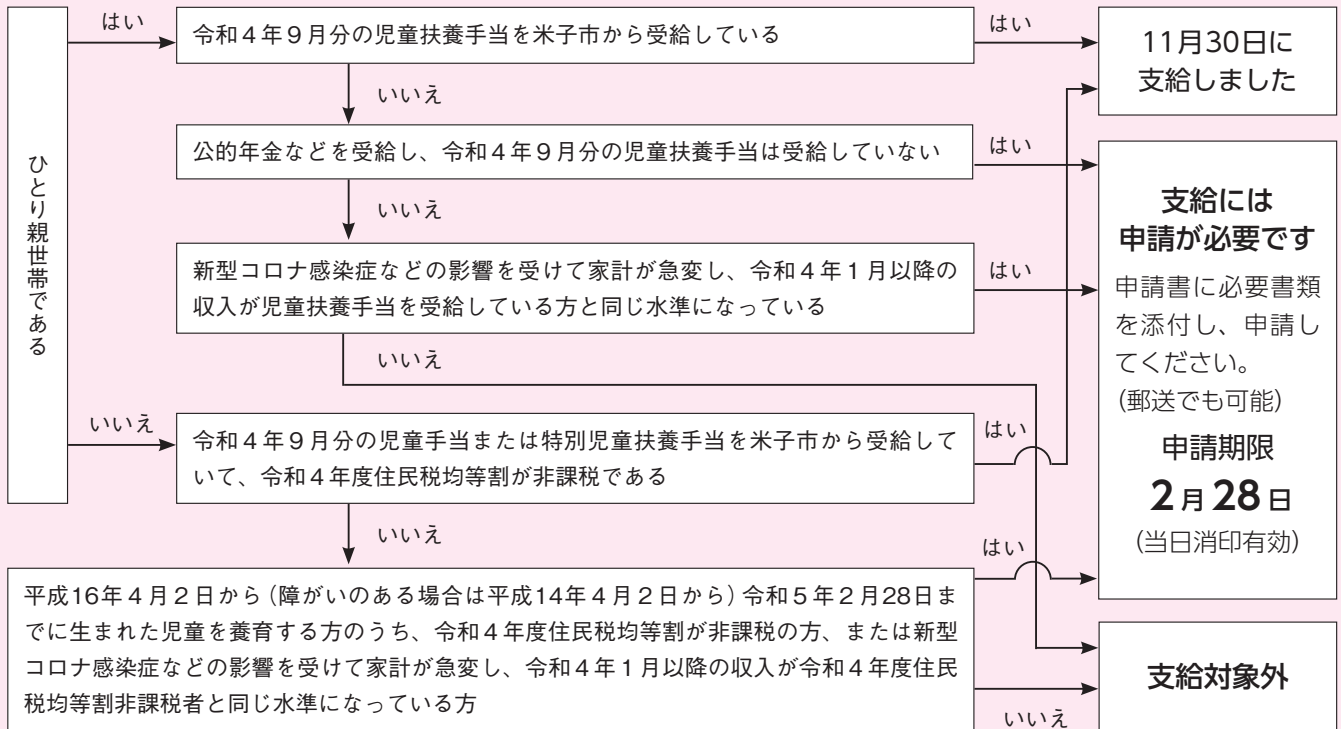 ひとり親世帯である
はい
令和４年９月分の児童扶養手当を米子市から受給している
はい
11月30日に
支給しました
いいえ
公的年金などを受給し、令和４年９月分の児童扶養手当は受給していない
はい
いいえ
新型コロナ感染症などの影響を受けて家計が急変し、令和４年１月以降の
収入が児童扶養手当を受給している方と同じ水準になっている
はい
いいえ
支給には
申請が必要です
申請書に必要書類
を添付し、申請し
てください。
(郵送でも可能)
申請期限
2月28日
(当日消印有効)
いいえ
令和４年９月分の児童手当または特別児童扶養手当を米子市から受給して
いて、令和４年度住民税均等割が非課税である
はい
いいえ
平成16年４月２日から(障がいのある場合は平成14年４月２日から)令和５年２月28日ま
でに生まれた児童を養育する方のうち、令和４年度住民税均等割が非課税の方、または新型
コロナ感染症などの影響を受けて家計が急変し、令和４年１月以降の収入が令和４年度住民
税均等割非課税者と同じ水準になっている方
はい
いいえ
支給対象外